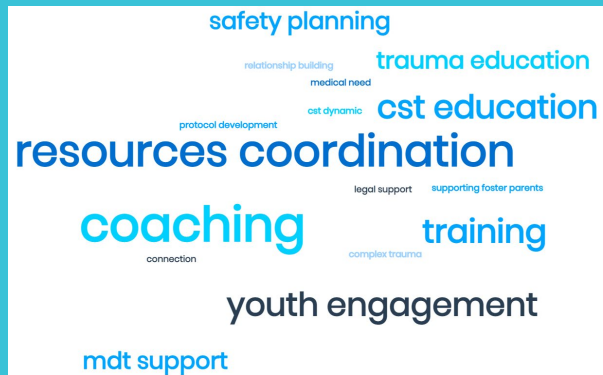 safety planning
relationship building
trauma education
medical need
cst dynamic
cst education
protocol development
resources coordination
legal support
supporting foster parents
coaching
training
connection
complex trauma
youth engagement
mdt support